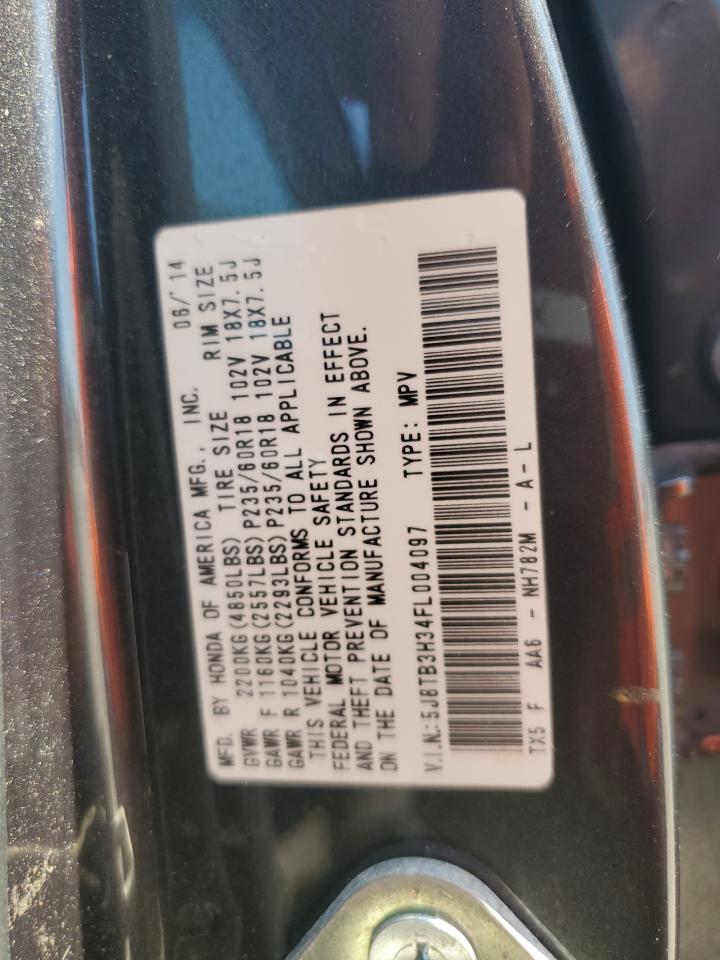 MFD. BY HONDA OF AMERICA MFG., INC. 06/'14
GVWR 2200KG(4850LBS) TIRE SIZE RIM SIZE
GAWR F 1160KG(2557LBS)P235/60R18 102V 18X7.5J
GAWR R 1040KG(2293LBS)P235/60R18 102V 18X7.5J
THIS VEHICLE CONFORMS TO ALL APPLICABLE
FEDERAL MOTOR VEHICLE SAFETY
AND THEFT PREVENTION STANDARDS IN EFFECT
ON THE DATE OF MANUFACTURE SHOWN ABOVE.
V.I.N.:5J8TB3H34FL004097 TYPE: MPV
TX5 F AA6 - NH782M - A-L